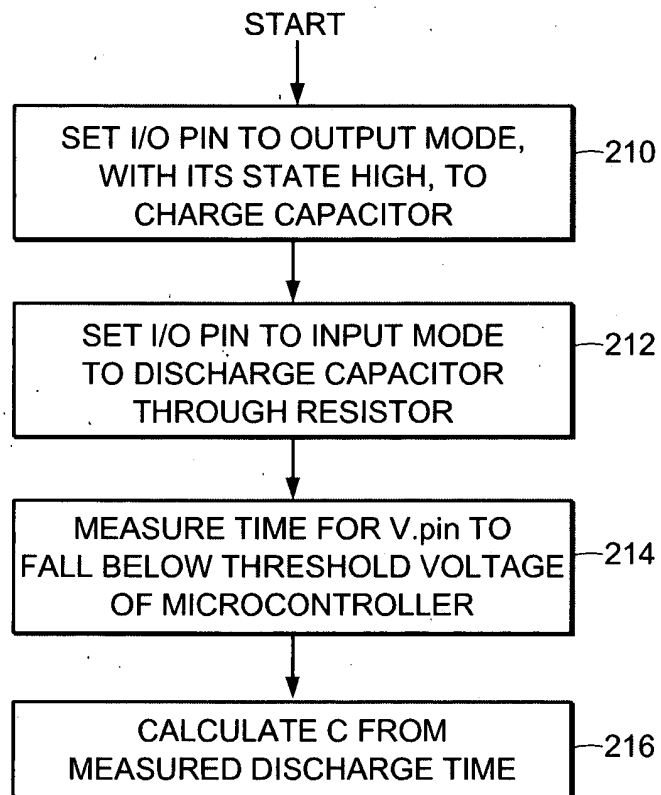 START
SET I/O PIN TO OUTPUT MODE,
WITH ITS STATE HIGH, TO
CHARGE CAPACITOR
210
SET I/O PIN TO INPUT MODE
TO DISCHARGE CAPACITOR
THROUGH RESISTOR
212
MEASURE TIME FOR V.pin TO
FALL BELOW THRESHOLD VOLTAGE
OF MICROCONTROLLER
214
CALCULATE C FROM
MEASURED DISCHARGE TIME
216